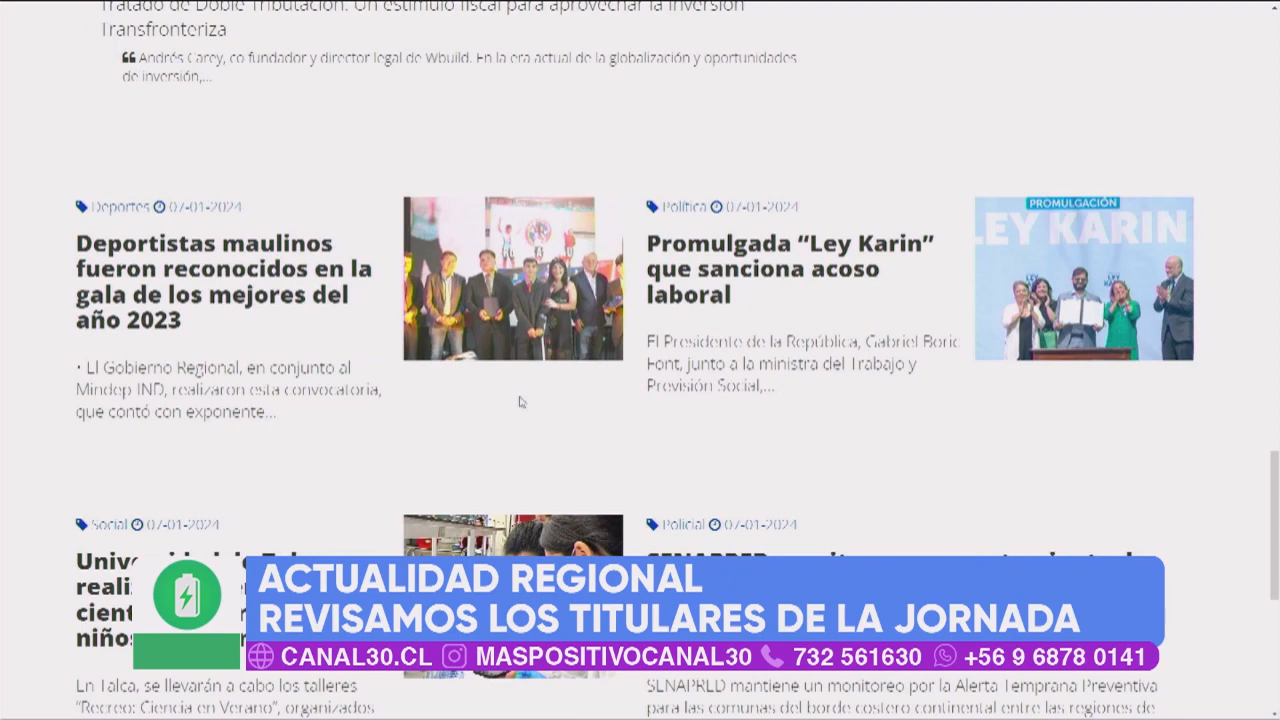 Tratado de Doble Tributación: Un estímulo fiscal para aprovechar la Inversión
Transfronteriza
Andrés Carey, co fundador y director legal de Wbuild. En la era actual de la globalización y oportunidades
de inversión,...
Deportes 07-01-2024
Deportistas maulinos
fueron reconocidos en la
gala de los mejores del
año 2023
• El Gobierno Regional, en conjunto al
Mindep IND, realizaron esta convocatoria,
que contó con exponente...
Política 07-01-2024
Promulgada “Ley Karin”
que sanciona acoso
laboral
El Presidente de la República, Gabriel Boric
Font, junto a la ministra del Trabajo y
Previsión Social,...
PROMULGACIÓN
LEY KARIN
Social 07-01-2024
En Talca, se llevarán a cabo los talleres
“Recreo: Ciencia en Verano”, organizados
Policial 07-01-2024
SENAPRED mantiene un monitoreo por la Alerta Temprana Preventiva
para las comunas del borde costero continental entre las regiones de
ACTUALIDAD REGIONAL
REVISAMOS LOS TITULARES DE LA JORNADA
CANAL30.CL MASPOSITIVOCANAL30 732 561630 +56 9 6878 0141